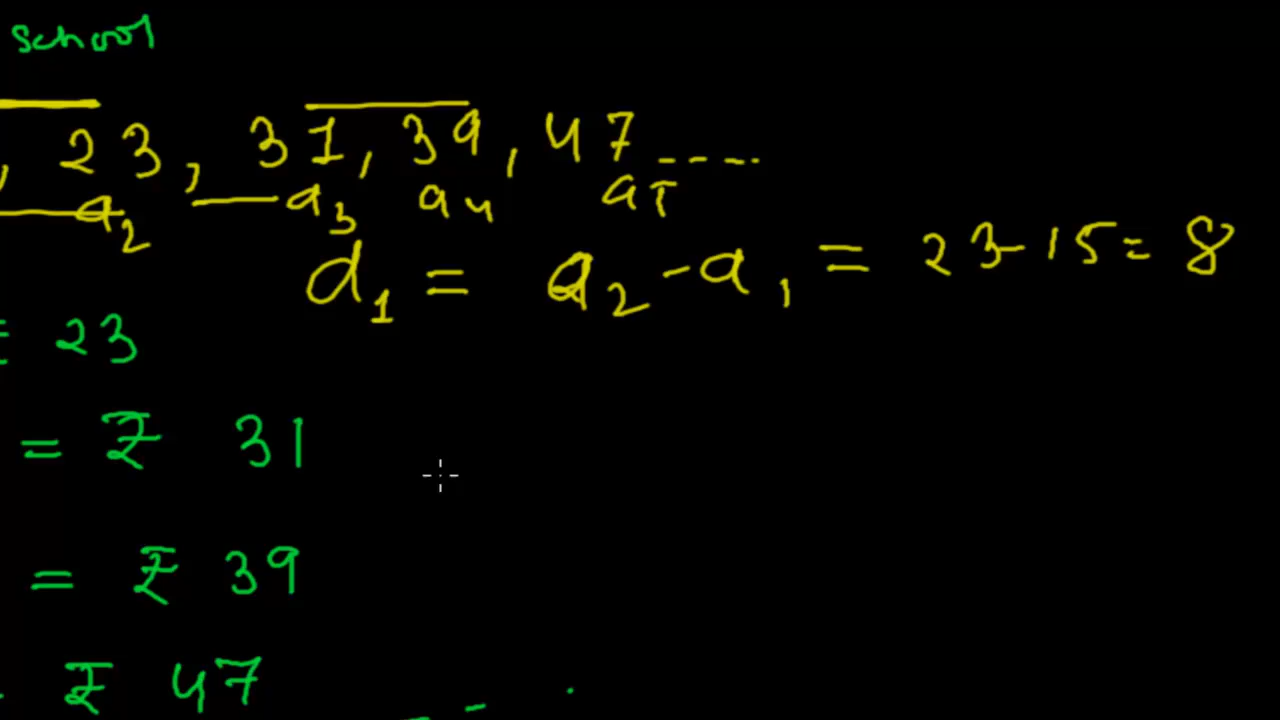 school
, 23, 31, 39, 47 ----
a2 a3 a4 a5
d1 = a2 - a1 = 23 - 15 = 8
= 23
= ₹ 31
= ₹ 39
₹ 47